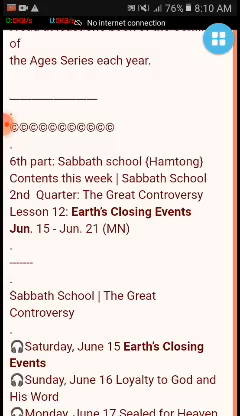 76% 8:10 AM
0KB/s 0KB/s No internet connection
of
the Ages Series each year.
___________________
.
©©©©©©©©©©©
.
6th part: Sabbath school {Hamtong}
Contents this week | Sabbath School
2nd Quarter: The Great Controversy
Lesson 12: Earth's Closing Events
Jun. 15 - Jun. 21 (MN)
.
-------
.
Sabbath School | The Great
Controversy
.
🎧Saturday, June 15 Earth's Closing
Events
🎧Sunday, June 16 Loyalty to God and
His Word
🎧Monday, June 17 Sealed for Heaven